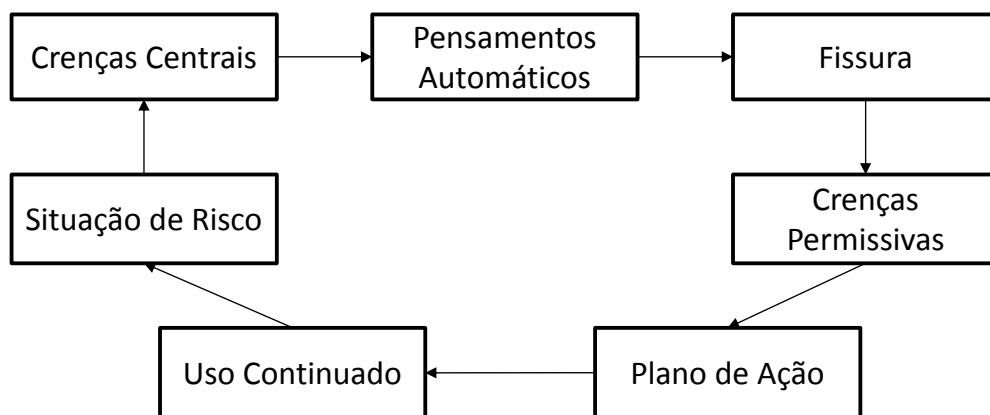 Crenças Centrais
Pensamentos
Automáticos
Fissura
Situação de Risco
Crenças
Permissivas
Uso Continuado
Plano de Ação